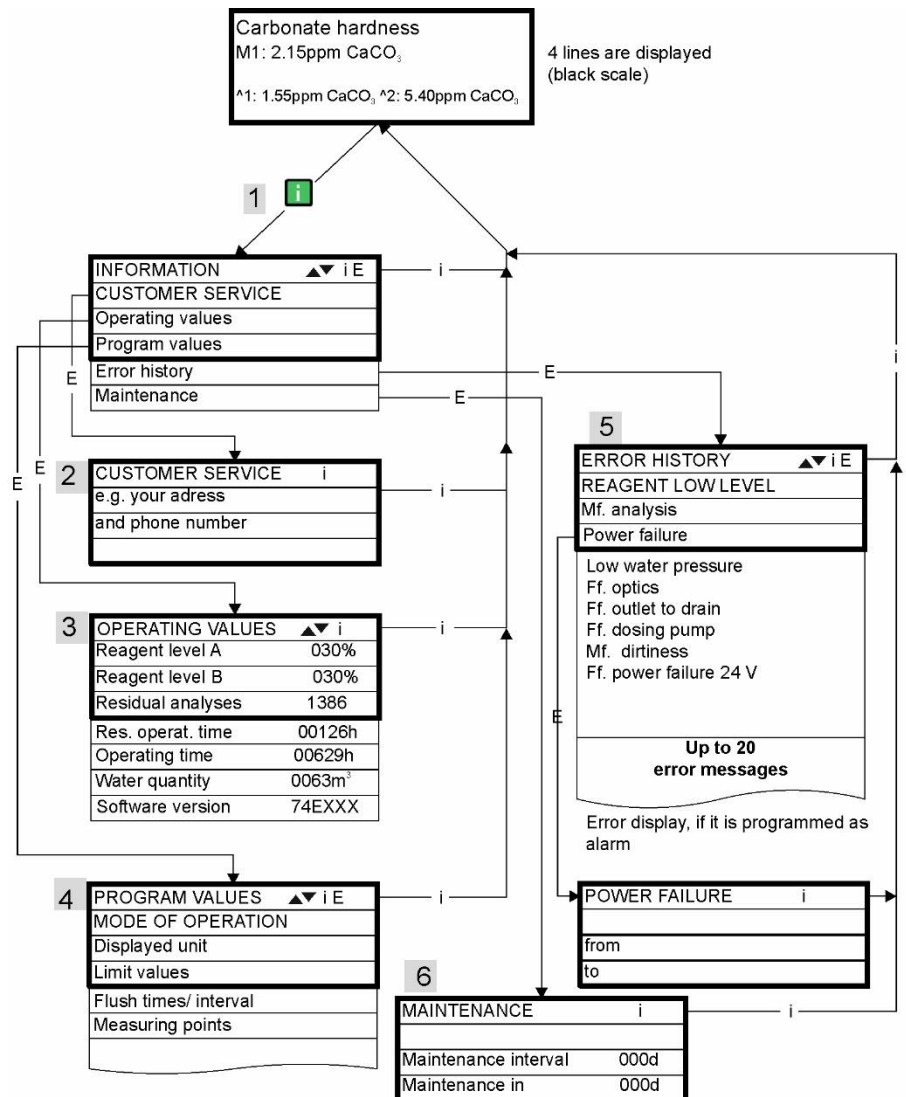 Carbonate hardness
M1: 2.15ppm CaCO₃
^1: 1.55ppm CaCO₃ ^2: 5.40ppm CaCO₃
4 lines are displayed
(black scale)
1
i
INFORMATION ▲▼ i E
CUSTOMER SERVICE
Operating values
Program values
Error history
Maintenance
i
E
E
E
E
E
i
2
CUSTOMER SERVICE i
e.g. your adress
and phone number
i
3
OPERATING VALUES ▲▼ i
Reagent level A 030%
Reagent level B 030%
Residual analyses 1386
Res. operat. time 00126h
Operating time 00629h
Water quantity 0063m³
Software version 74EXXX
i
4
PROGRAM VALUES ▲▼ i E
MODE OF OPERATION
Displayed unit
Limit values
Flush times/ interval
Measuring points
i
5
ERROR HISTORY ▲▼ i E
REAGENT LOW LEVEL
Mf. analysis
Power failure
Low water pressure
Ff. optics
Ff. outlet to drain
Ff. dosing pump
Mf. dirtiness
Ff. power failure 24 V
E
Up to 20
error messages
Error display, if it is programmed as
alarm
POWER FAILURE i
from
to
6
MAINTENANCE i
Maintenance interval 000d
Maintenance in 000d
i